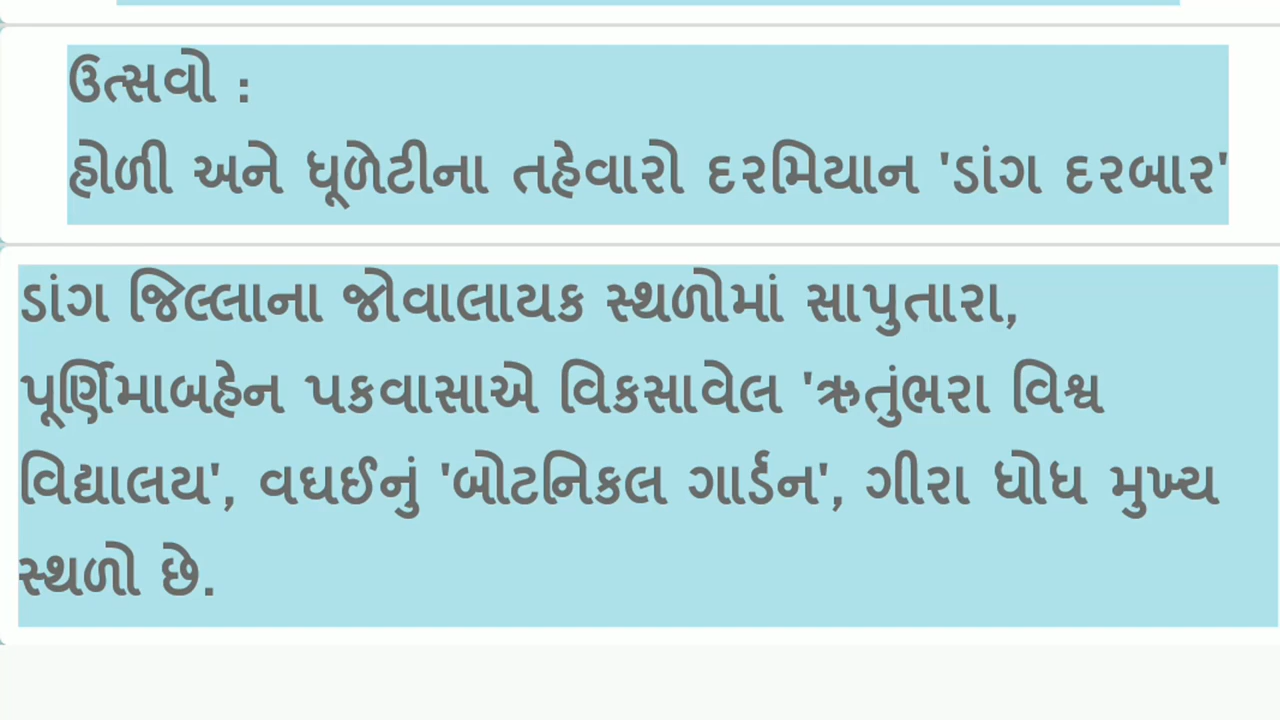 ઉત્સવો :
હોળી અને ધૂળેટીના તહેવારો દરમિયાન 'ડાંગ દરબાર'
ડાંગ જિલ્લાના જોવાલાયક સ્થળોમાં સાપુતારા,
પૂર્ણિમાબહેન પકવાસાએ વિકસાવેલ 'ઋતુંભરા વિશ્વ
વિદ્યાલય', વઘઈનું 'બોટનિકલ ગાર્ડન', ગીરા ધોધ મુખ્ય
સ્થળો છે.